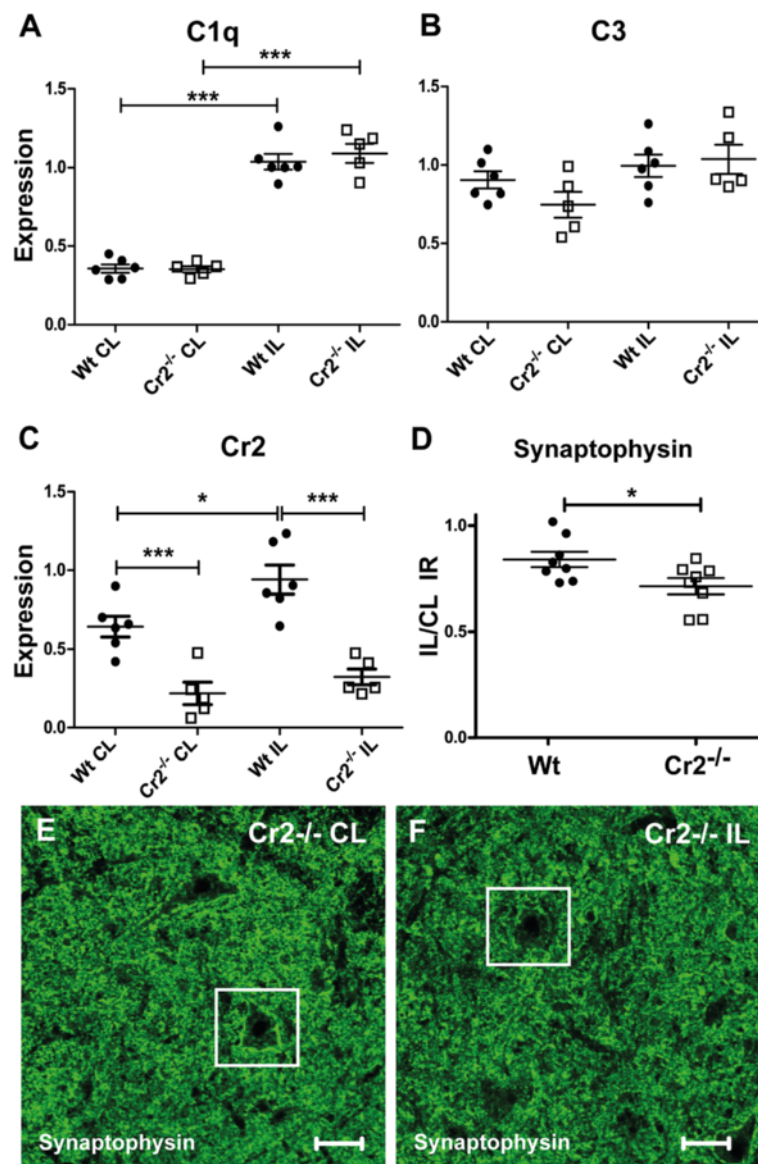 A
C1q
***
***
1.5
1.0
0.5
0.0
Expression
Wt CL
Cr2-/- CL
Wt IL
Cr2-/- IL
B
C3
1.5
1.0
0.5
0.0
Wt CL
Cr2-/- CL
Wt IL
Cr2-/- IL
C
Cr2
*
***
***
1.5
1.0
0.5
0.0
Expression
Wt CL
Cr2-/- CL
Wt IL
Cr2-/- IL
D
Synaptophysin
*
1.0
0.5
0.0
IL/CL IR
Wt
Cr2-/-
E
Cr2-/- CL
Synaptophysin
F
Cr2-/- IL
Synaptophysin